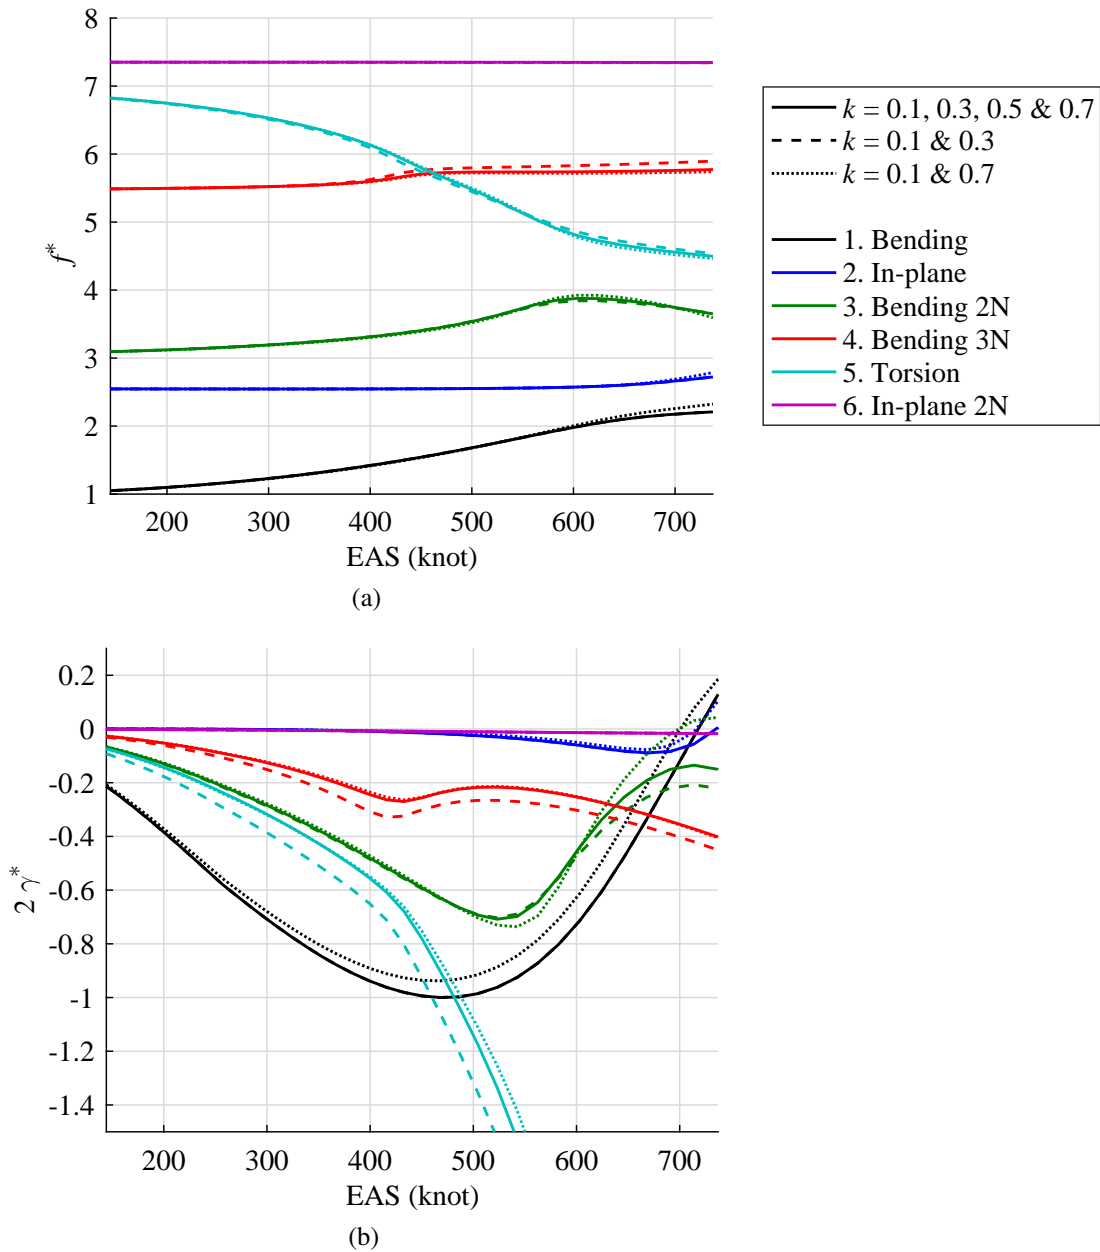 8
7
6
5
4
3
2
1
f*
200 300 400 500 600 700
EAS (knot)
(a)
k = 0.1, 0.3, 0.5 & 0.7
k = 0.1 & 0.3
k = 0.1 & 0.7
1. Bending
2. In-plane
3. Bending 2N
4. Bending 3N
5. Torsion
6. In-plane 2N
0.2
0
-0.2
-0.4
-0.6
-0.8
-1
-1.2
-1.4
2 γ*
200 300 400 500 600 700
EAS (knot)
(b)